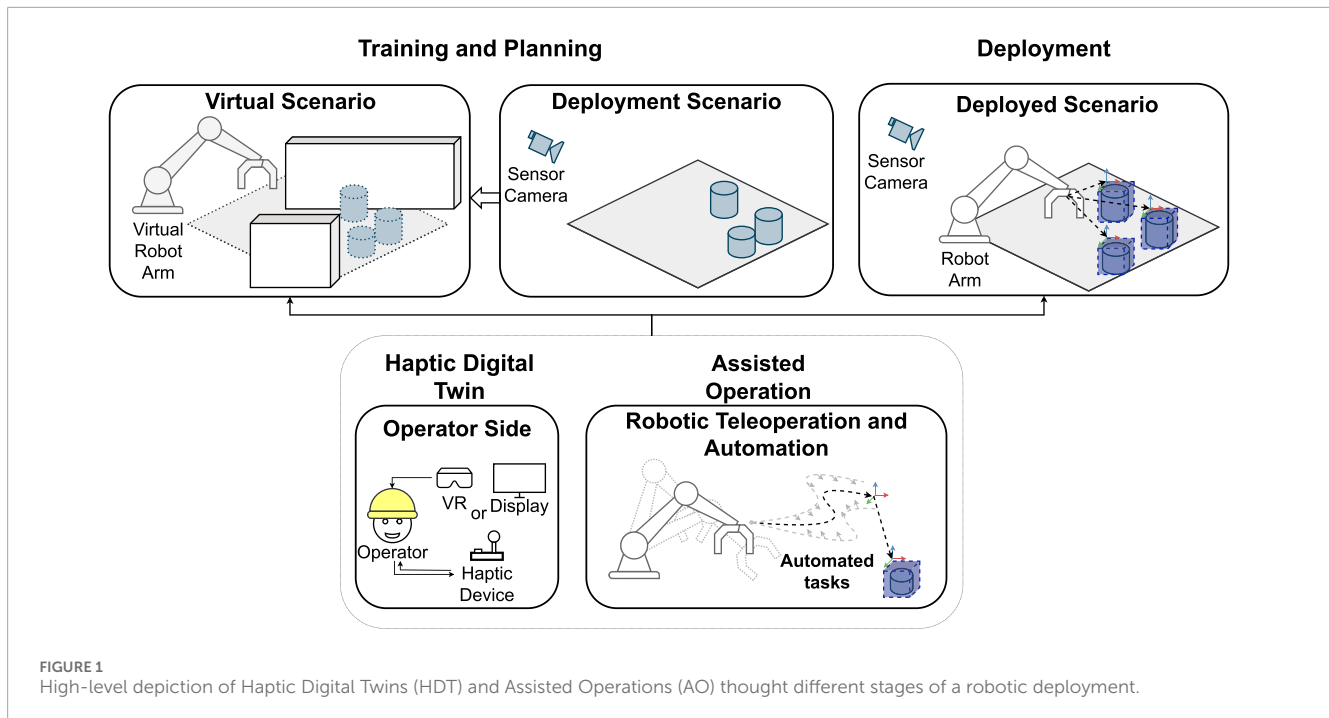 Training and Planning
Deployment
Virtual Scenario
Virtual
Robot
Arm
Deployment Scenario
Sensor
Camera
Deployed Scenario
Sensor
Camera
Robot
Arm
Haptic Digital
Twin
Operator Side
VR or Display
Operator
Haptic
Device
Assisted
Operation
Robotic Teleoperation and
Automation
Automated
tasks
FIGURE 1
High-level depiction of Haptic Digital Twins (HDT) and Assisted Operations (AO) thought different stages of a robotic deployment.